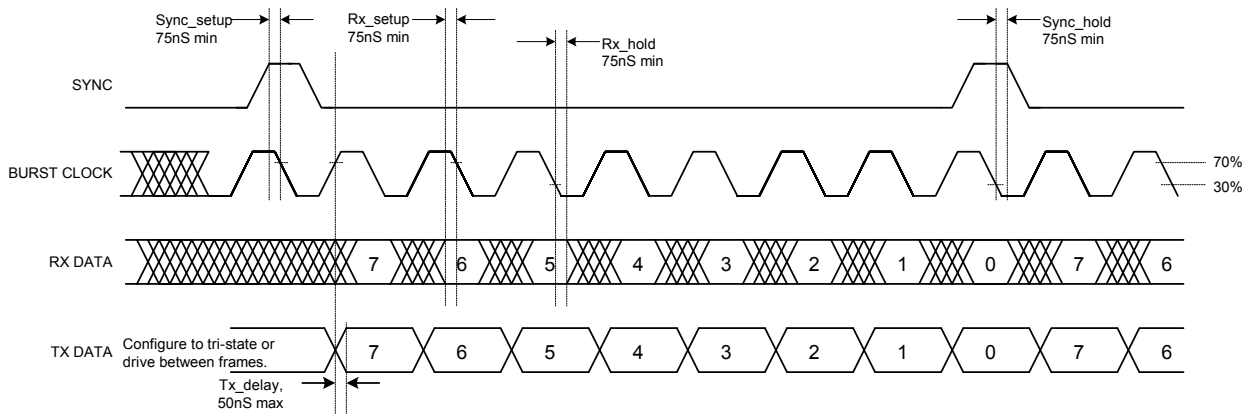 Sync_setup
75nS min
Rx_setup
75nS min
Rx_hold
75nS min
Sync_hold
75nS min
SYNC
BURST CLOCK
70%
30%
RX DATA
7 6 5 4 3 2 1 0 7 6
TX DATA
Configure to tri-state or
drive between frames.
7 6 5 4 3 2 1 0 7 6
Tx_delay,
50nS max